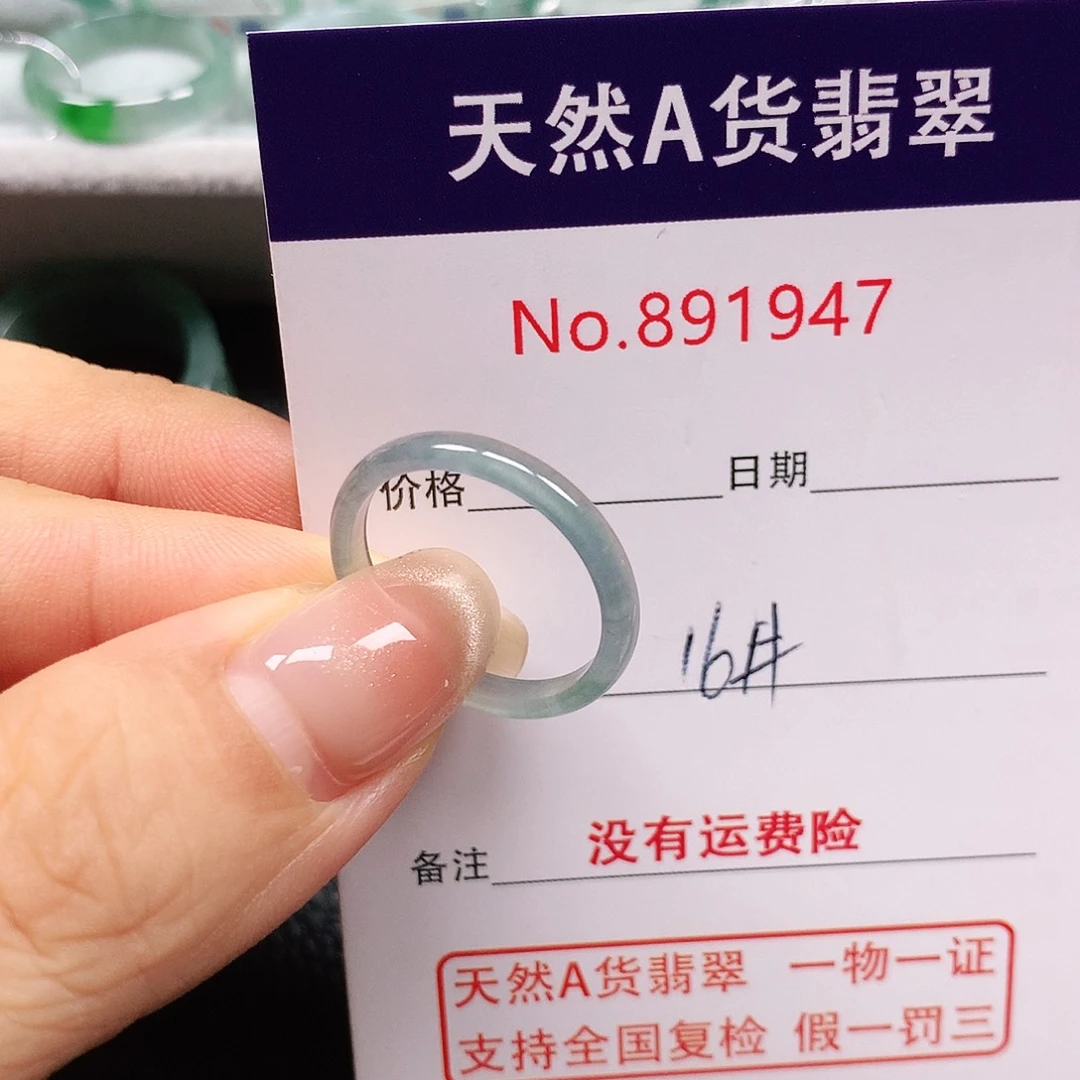 天然A货翡翠
No.891947
价格 日期
16#
备注 没有运费险
天然A货翡翠 一物一证
支持全国复检 假一罚三